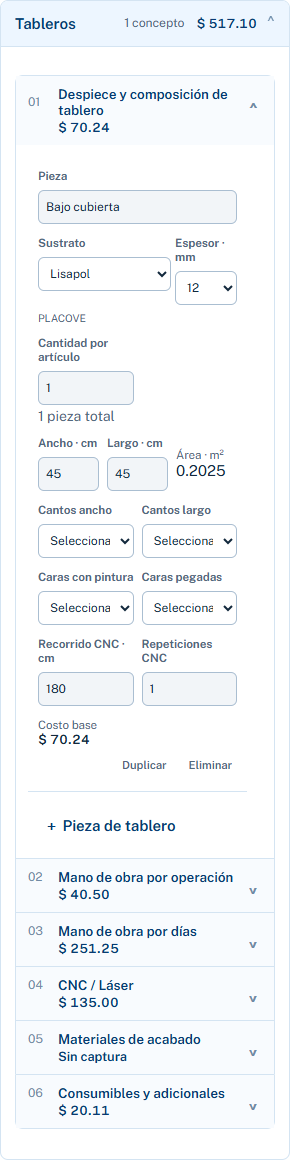 Tableros 1 concepto $ 517.10 ^
01 Despiece y composición de
tablero
$ 70.24
Pieza
Bajo cubierta
Sustrato
Espesor ·
mm
Lisapol
12
PLACOVE
Cantidad por
artículo
1
1 pieza total
Ancho · cm Largo · cm
Área · m²
45 45 0.2025
Cantos ancho Cantos largo
Selecciona Selecciona
Caras con pintura Caras pegadas
Selecciona Selecciona
Recorrido CNC ·
cm
Repeticiones
CNC
180 1
Costo base
$ 70.24
Duplicar Eliminar
+ Pieza de tablero
02 Mano de obra por operación
$ 40.50
03 Mano de obra por días
$ 251.25
04 CNC / Láser
$ 135.00
05 Materiales de acabado
Sin captura
06 Consumibles y adicionales
$ 20.11